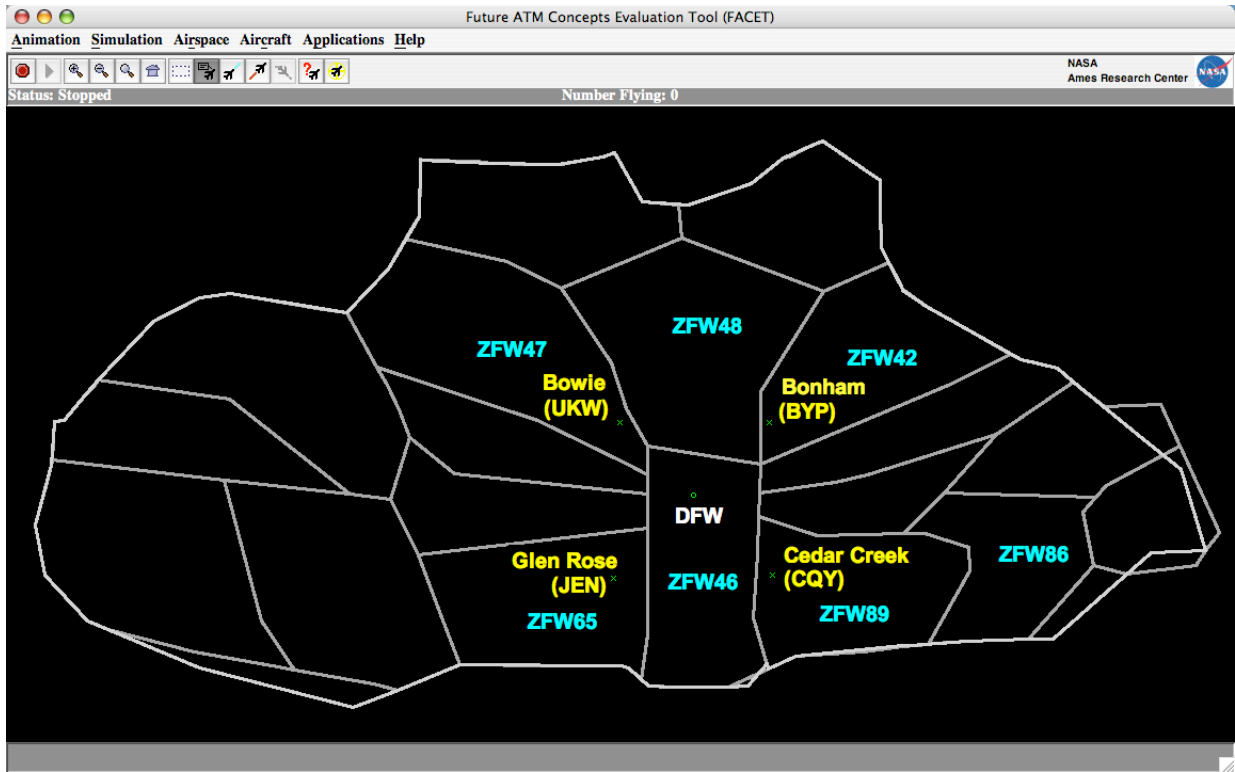 Future ATM Concepts Evaluation Tool (FACET)
Animation Simulation Airspace Aircraft Applications Help
NASA
Ames Research Center
NASA
Status: Stopped
Number Flying: 0
ZFW48
ZFW47
ZFW42
Bowie
(UKW)
Bonham
(BYP)
DFW
Glen Rose
(JEN)
Cedar Creek
(CQY)
ZFW86
ZFW46
ZFW65
ZFW89